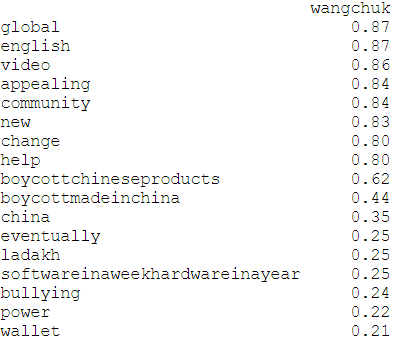 wangchuk
global 0.87
english 0.87
video 0.86
appealing 0.84
community 0.84
new 0.83
change 0.80
help 0.80
boycottchineseproducts 0.62
boycottmadeinchina 0.44
china 0.35
eventually 0.25
ladakh 0.25
softwareinaweekhardwareinayear 0.25
bullying 0.24
power 0.22
wallet 0.21